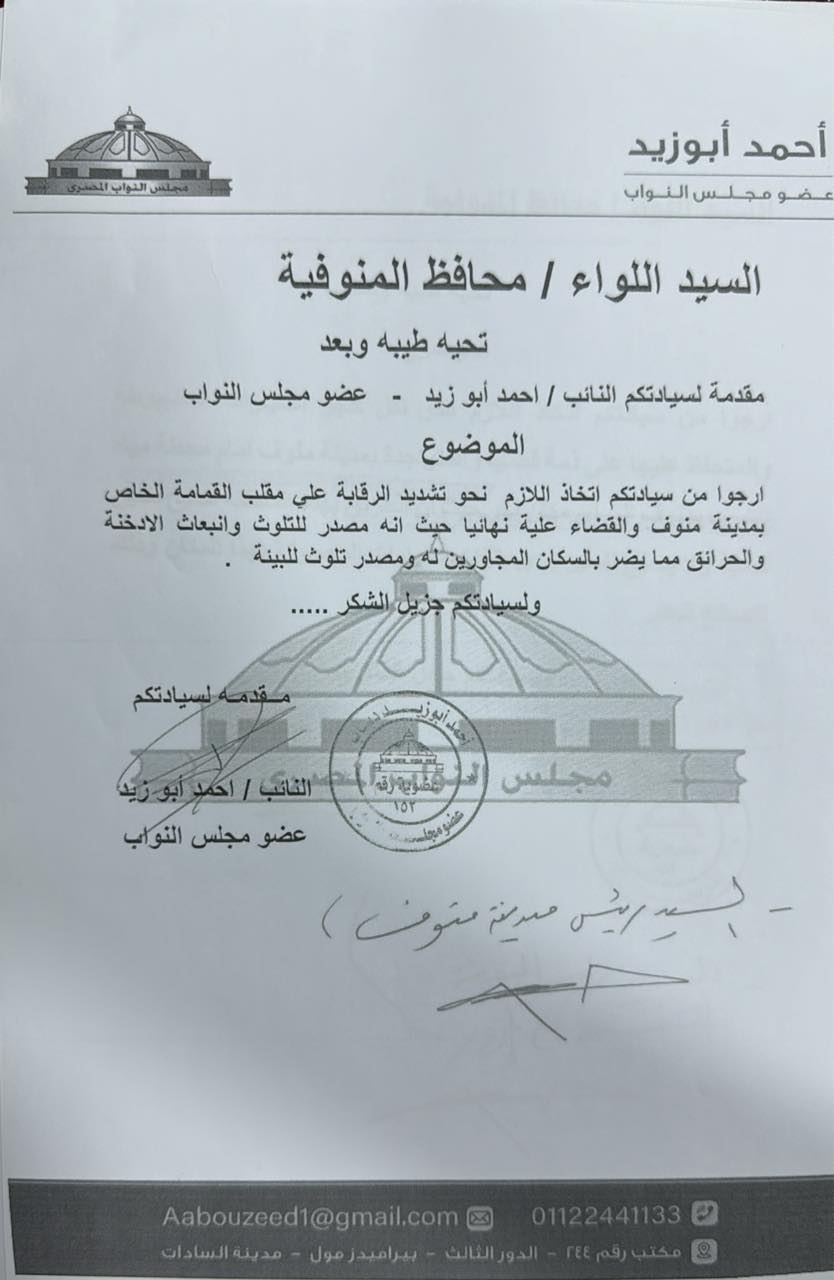 أحمد أبوزيد
عضو مجلس النواب
مجلس النواب المصرى
السيد اللواء / محافظ المنوفية
تحيه طيبه وبعد
مقدمة لسيادتكم النائب / احمد أبو زيد - عضو مجلس النواب
الموضوع
ارجوا من سيادتكم اتخاذ اللازم نحو تشديد الرقابة علي مقلب القمامة الخاص
بمدينة منوف والقضاء علية نهائيا حيث انه مصدر للتلوث وانبعاث الادخنة
والحرائق مما يضر بالسكان المجاورين له ومصدر تلوث للبيئة .
ولسيادتكم جزيل الشكر .....
مجلس النواب المصرى
مقدمه لسيادتكم
النائب / احمد أبو زيد
عضو مجلس النواب
أحمد أبوزيد
عضوية رقم
١٥٢
عضو مجلس
- السيد رئيس مدينة منوف
01122441133 Aabouzeed1@gmail.com
مكتب رقم ٢٤٤ - الدور الثالث - بيراميدز مول - مدينة السادات